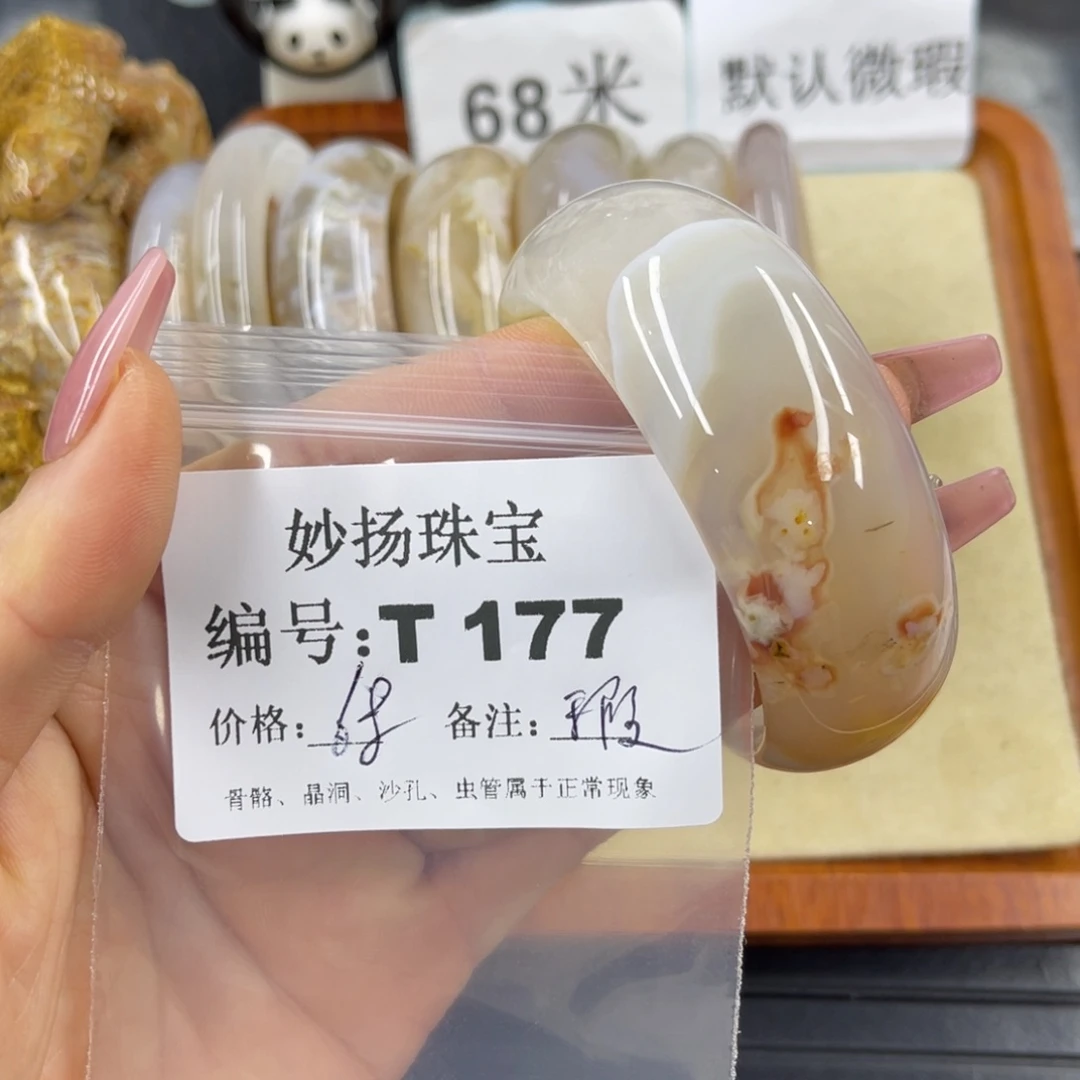 68米
默认微瑕
妙扬珠宝
编号:T 177
价格: 备注:
骨骼、晶洞、沙孔、虫管属于正常现象